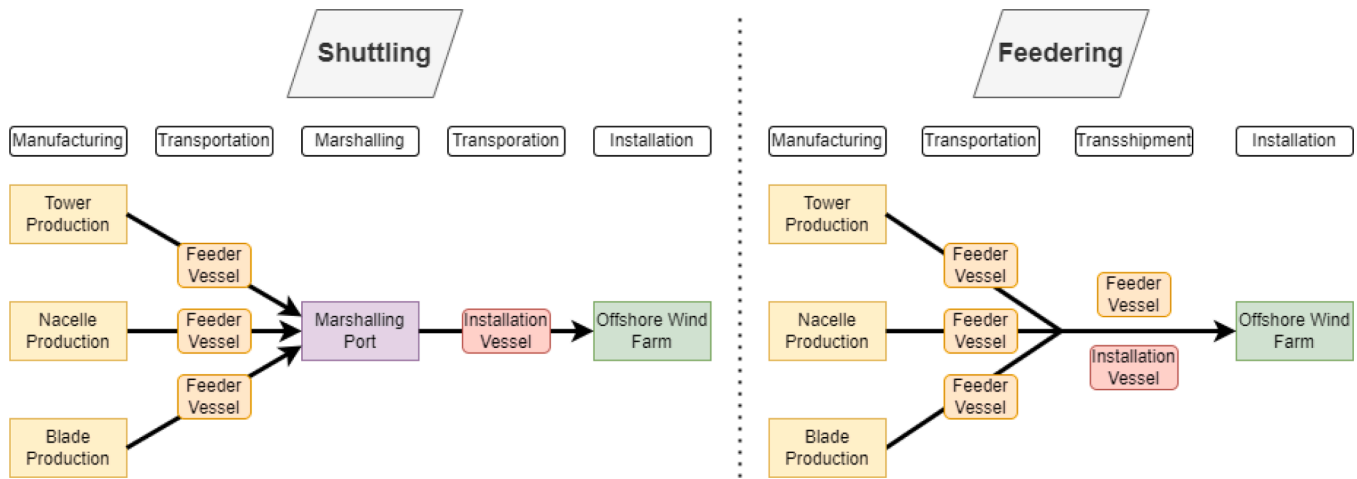 Shuttling
Manufacturing
Transportation
Marshalling
Transporation
Installation
Tower
Production
Nacelle
Production
Blade
Production
Feeder
Vessel
Feeder
Vessel
Feeder
Vessel
Marshalling
Port
Installation
Vessel
Offshore Wind
Farm
Feedering
Manufacturing
Transportation
Transshipment
Installation
Tower
Production
Nacelle
Production
Blade
Production
Feeder
Vessel
Feeder
Vessel
Feeder
Vessel
Feeder
Vessel
Installation
Vessel
Offshore Wind
Farm